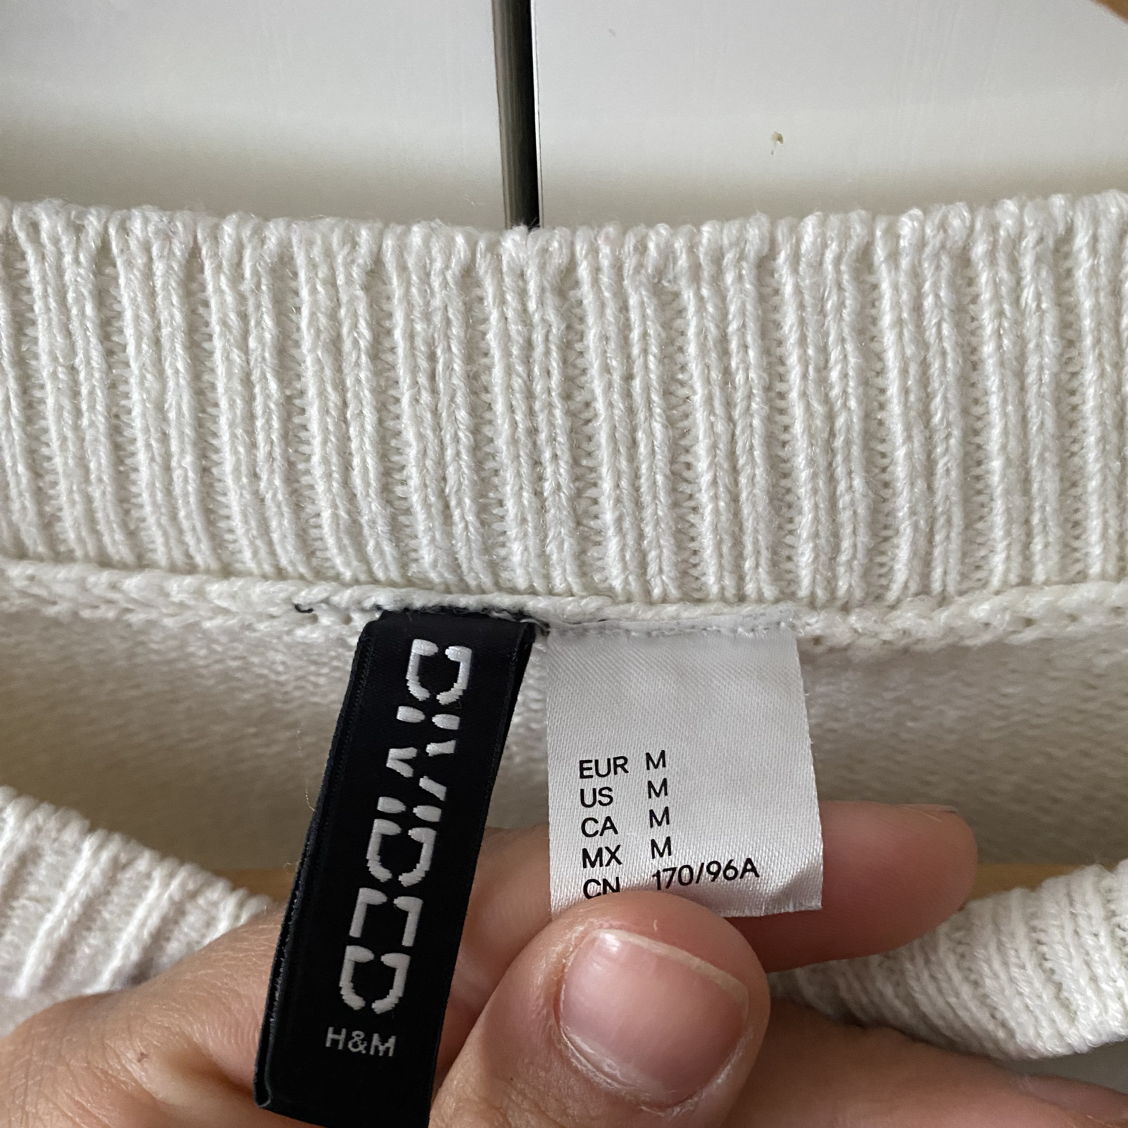 DIVIDED
H&M
EUR M
US M
CA M
MX M
CN 170/96A